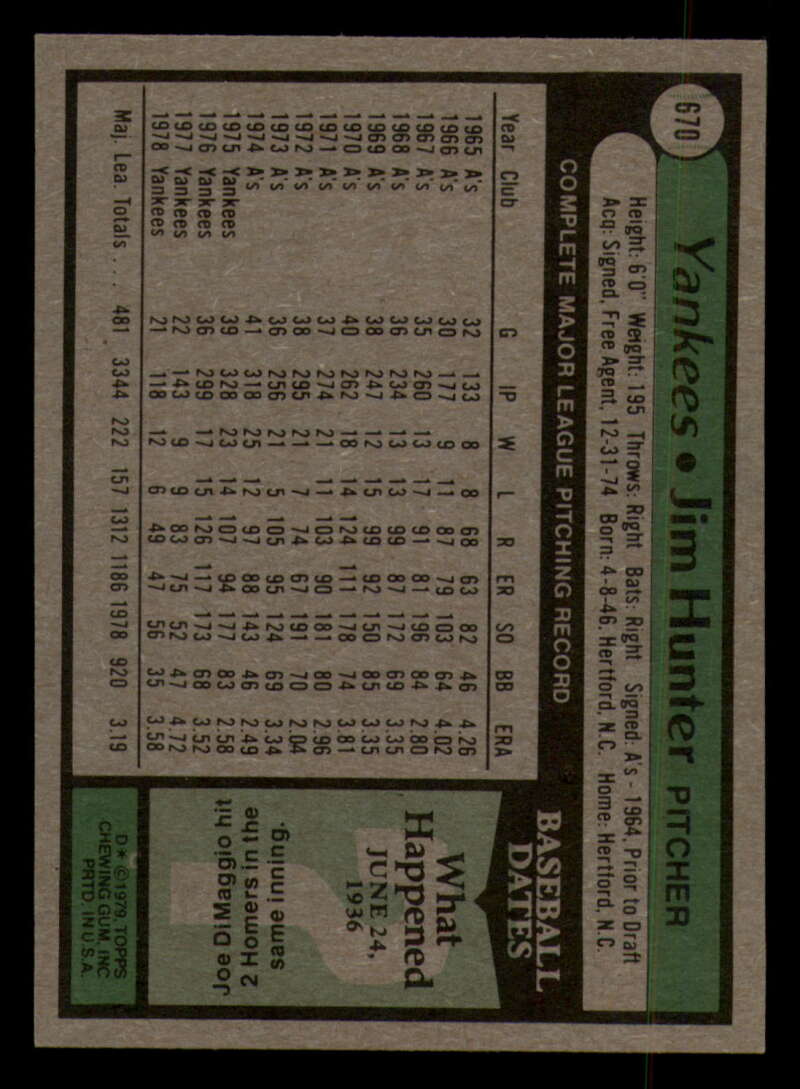 670
Yankees • Jim Hunter PITCHER
Height: 6'0" Weight: 195 Throws: Right Bats: Right Signed: A's - 1964, Prior to Draft
Acq: Signed, Free Agent, 12-31-74 Born: 4-8-46, Hertford, N.C. Home: Hertford, N.C.
COMPLETE MAJOR LEAGUE PITCHING RECORD
Year Club G IP W L R ER SO BB ERA
1965 A's 32 133 8 8 68 63 82 46 4.26
1966 A's 30 177 9 11 87 79 103 64 4.02
1967 A's 35 260 13 17 91 81 196 84 2.80
1968 A's 36 234 13 13 99 87 172 69 3.35
1969 A's 38 247 12 15 99 92 150 85 3.35
1970 A's 40 262 18 14 124 111 178 74 3.81
1971 A's 37 274 21 11 103 90 181 80 2.96
1972 A's 38 295 21 7 74 67 191 70 2.04
1973 A's 36 256 21 5 105 95 124 69 3.34
1974 A's 41 318 25 12 97 88 143 46 2.49
1975 Yankees 39 328 23 14 107 94 177 83 2.58
1976 Yankees 36 299 17 15 126 117 173 68 3.52
1977 Yankees 22 143 9 9 83 75 52 47 4.72
1978 Yankees 21 118 12 6 49 47 56 35 3.58
Maj. Lea Totals . . . 481 3344 222 157 1312 1186 1978 920 3.19
BASEBALL
DATES
What
Happened
JUNE 24,
1936
Joe DiMaggio hit
2 Homers in the
same inning.
D* © 1979, TOPPS
CHEWING GUM, INC
PRTD. IN U.S.A.